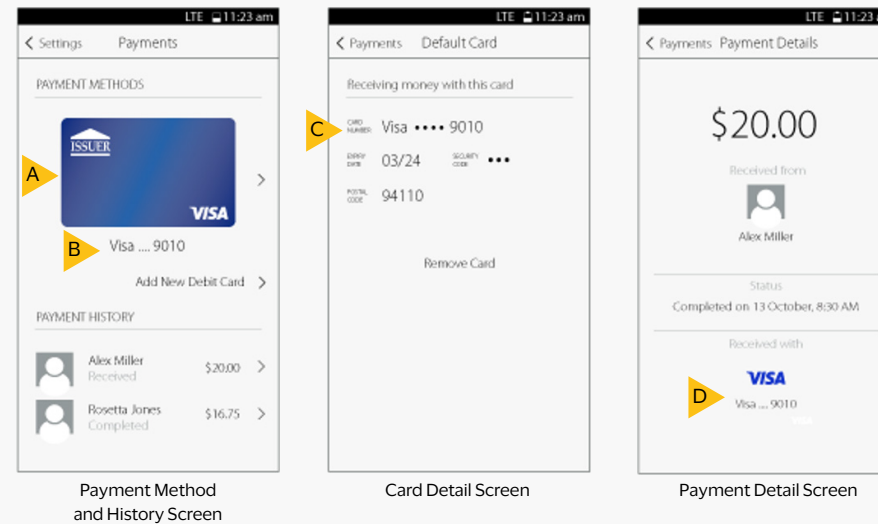 LTE 11:23 am
Settings Payments
PAYMENT METHODS
A
ISSUER
VISA
B
Visa .... 9010
Add New Debit Card
PAYMENT HISTORY
Alex Miller
Received
$20.00
Rosetta Jones
Completed
$16.75
Payment Method
and History Screen
LTE 11:23 am
Payments Default Card
Receiving money with this card
C
CARD NUMBER Visa •••• 9010
EXPIRY DATE 03/24 SECURITY CODE •••
POSTAL CODE 94110
Remove Card
Card Detail Screen
LTE 11:23
Payments Payment Details
$20.00
Received from
Alex Miller
Status
Completed on 13 October, 8:30 AM
Received with
VISA
D
Visa .... 9010
VISA
Payment Detail Screen